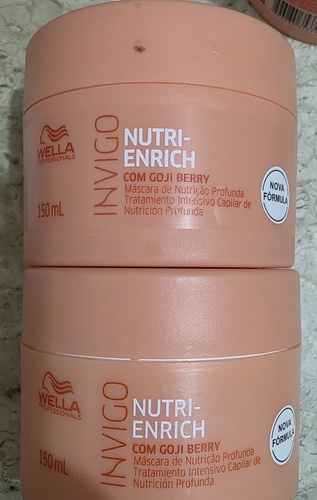 WELLA
PROFESSIONALS
150 mL
INVIGO
NUTRI-
ENRICH
COM GOJI BERRY
Máscara de Nutrição Profunda
Tratamiento Intensivo Capilar de
Nutrición Profunda
NOVA
FÓRMULA
WELLA
PROFESSIONALS
150 mL
INVIGO
NUTRI-
ENRICH
COM GOJI BERRY
Máscara de Nutrição Profunda
Tratamiento Intensivo Capilar de
Nutrición Profunda
NOVA
FÓRMULA